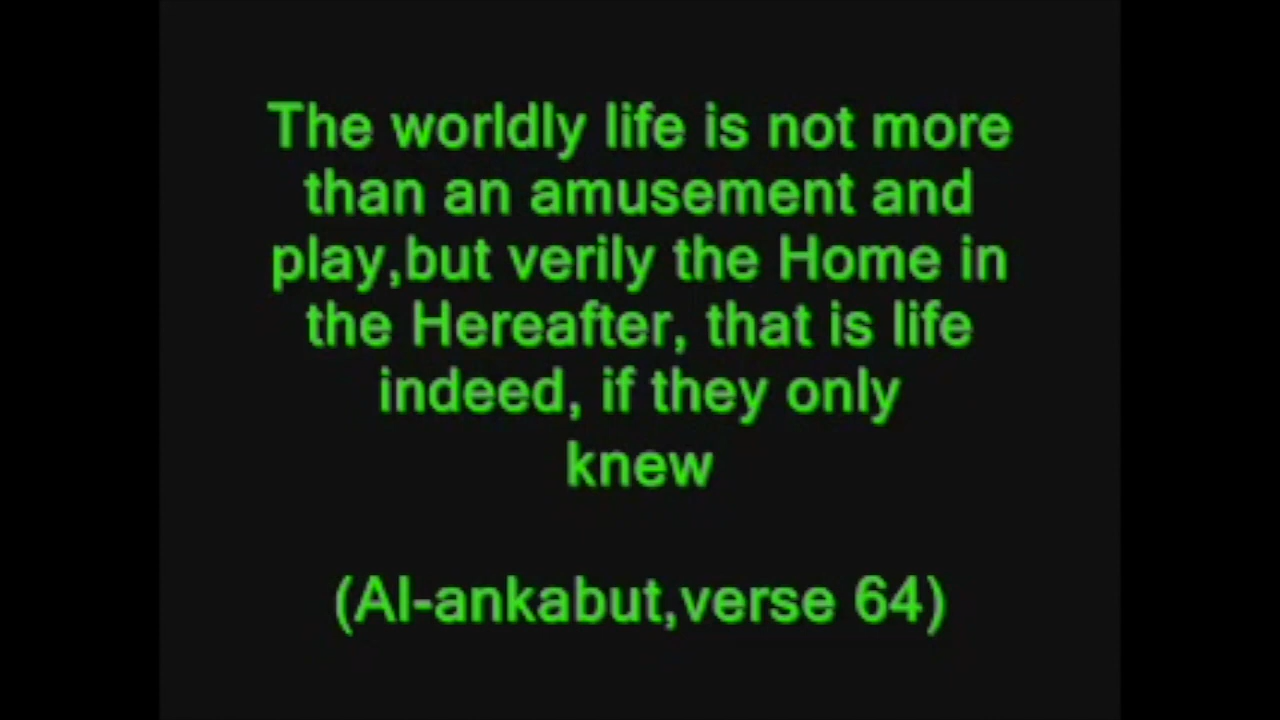 The worldly life is not more
than an amusement and
play,but verily the Home in
the Hereafter, that is life
indeed, if they only
knew
(Al-ankabut,verse 64)